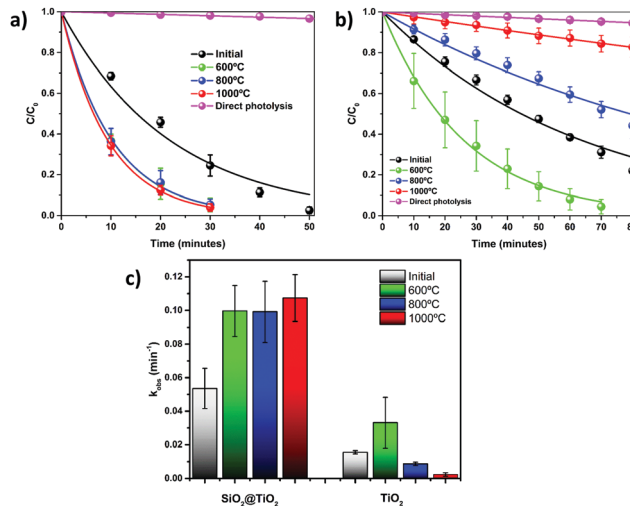 a)
1.0
0.8
0.6
0.4
0.2
0.0
C/C0
Initial
600ºC
800ºC
1000ºC
Direct photolysis
0 10 20 30 40 50
Time (minutes)
b)
1.0
0.8
0.6
0.4
0.2
0.0
C/C0
Initial
600ºC
800ºC
1000ºC
Direct photolysis
0 10 20 30 40 50 60 70 80
Time (minutes)
c)
0.12
0.10
0.08
0.06
0.04
0.02
0.00
kobs (min-1)
Initial
600ºC
800ºC
1000ºC
SiO2@TiO2 TiO2